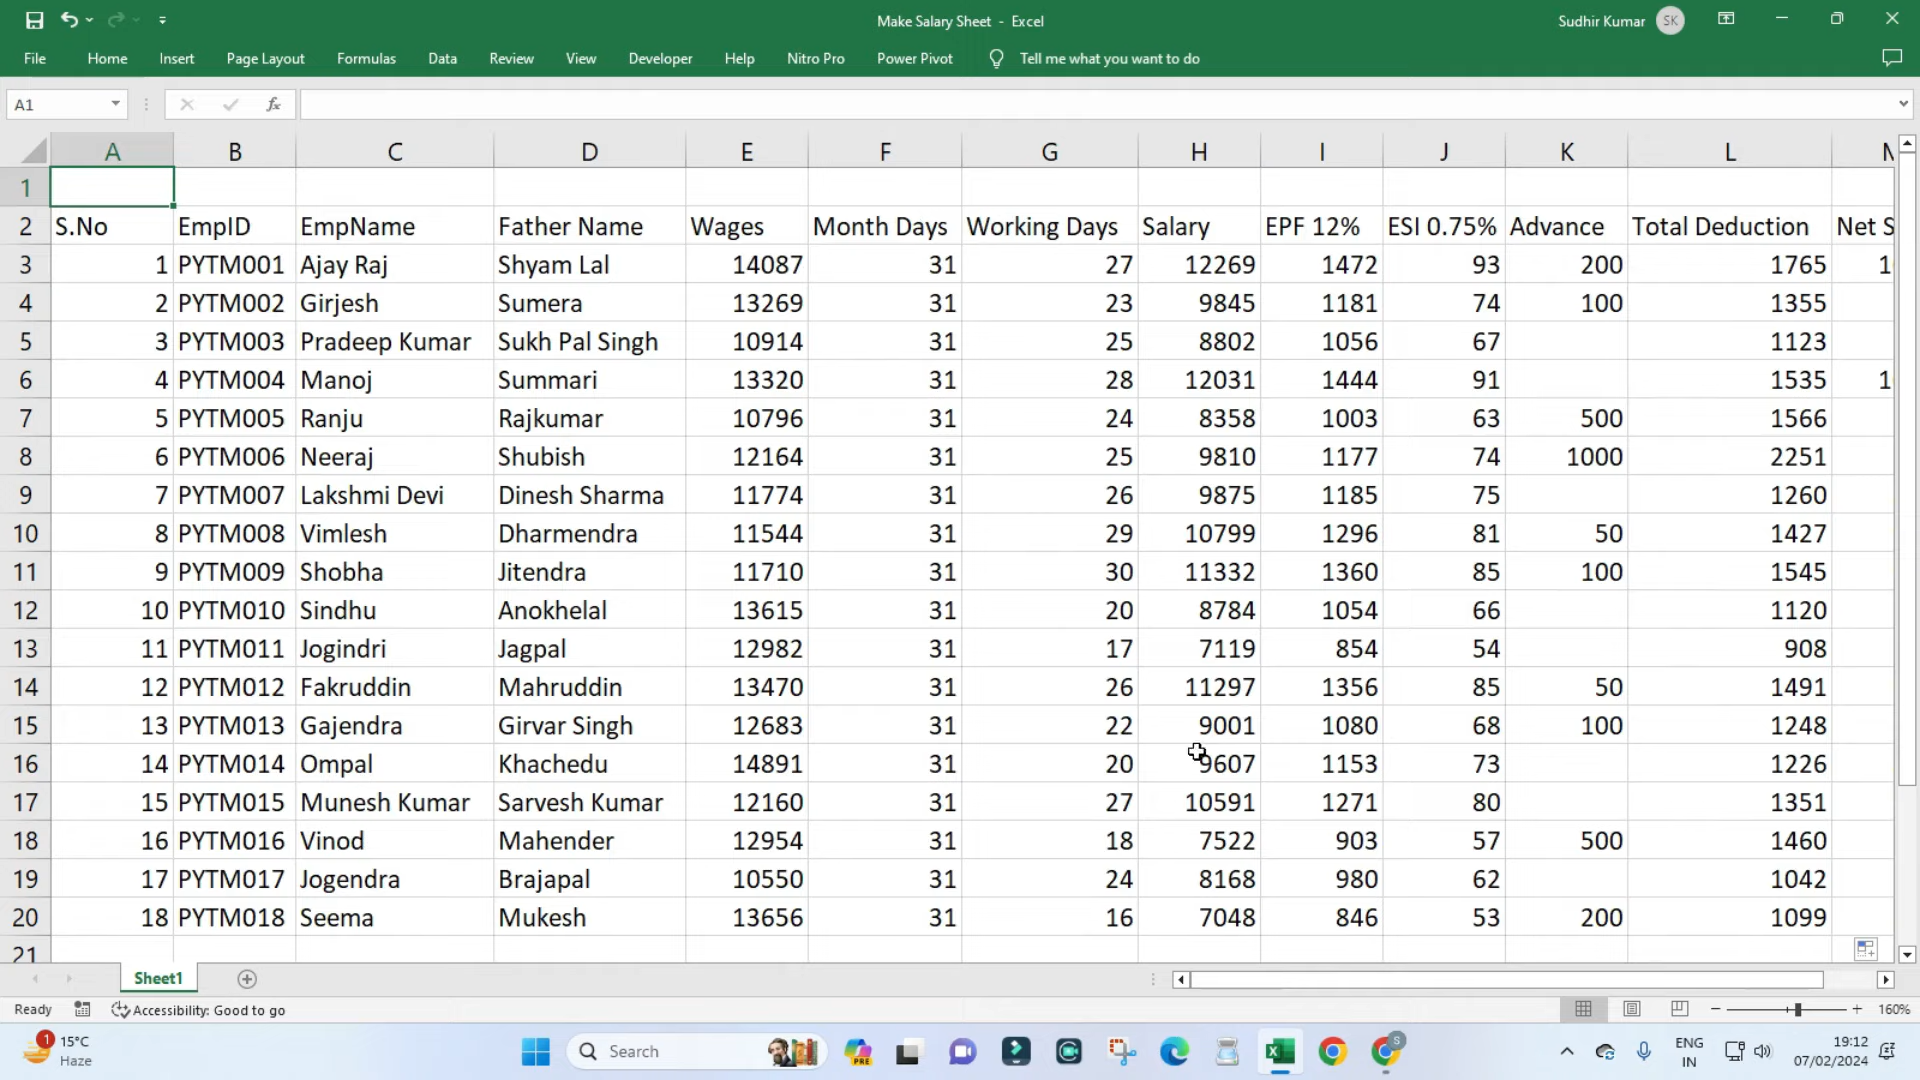 Make Salary Sheet - Excel
Sudhir Kumar SK
File Home Insert Page Layout Formulas Data Review View Developer Help Nitro Pro Power Pivot Tell me what you want to do
A1 fx
A B C D E F G H I J K L
1
2 S.No EmpID EmpName Father Name Wages Month Days Working Days Salary EPF 12% ESI 0.75% Advance Total Deduction Net S
3 1 PYTM001 Ajay Raj Shyam Lal 14087 31 27 12269 1472 93 200 1765 1
4 2 PYTM002 Girjesh Sumera 13269 31 23 9845 1181 74 100 1355
5 3 PYTM003 Pradeep Kumar Sukh Pal Singh 10914 31 25 8802 1056 67 1123
6 4 PYTM004 Manoj Summari 13320 31 28 12031 1444 91 1535 1
7 5 PYTM005 Ranju Rajkumar 10796 31 24 8358 1003 63 500 1566
8 6 PYTM006 Neeraj Shubish 12164 31 25 9810 1177 74 1000 2251
9 7 PYTM007 Lakshmi Devi Dinesh Sharma 11774 31 26 9875 1185 75 1260
10 8 PYTM008 Vimlesh Dharmendra 11544 31 29 10799 1296 81 50 1427
11 9 PYTM009 Shobha Jitendra 11710 31 30 11332 1360 85 100 1545
12 10 PYTM010 Sindhu Anokhelal 13615 31 20 8784 1054 66 1120
13 11 PYTM011 Jogindri Jagpal 12982 31 17 7119 854 54 908
14 12 PYTM012 Fakruddin Mahruddin 13470 31 26 11297 1356 85 50 1491
15 13 PYTM013 Gajendra Girvar Singh 12683 31 22 9001 1080 68 100 1248
16 14 PYTM014 Ompal Khachedu 14891 31 20 9607 1153 73 1226
17 15 PYTM015 Munesh Kumar Sarvesh Kumar 12160 31 27 10591 1271 80 1351
18 16 PYTM016 Vinod Mahender 12954 31 18 7522 903 57 500 1460
19 17 PYTM017 Jogendra Brajapal 10550 31 24 8168 980 62 1042
20 18 PYTM018 Seema Mukesh 13656 31 16 7048 846 53 200 1099
21
Sheet1
Ready Accessibility: Good to go 160%
1 15°C
Haze
Search
PRE
S
ENG
IN
19:12
07/02/2024